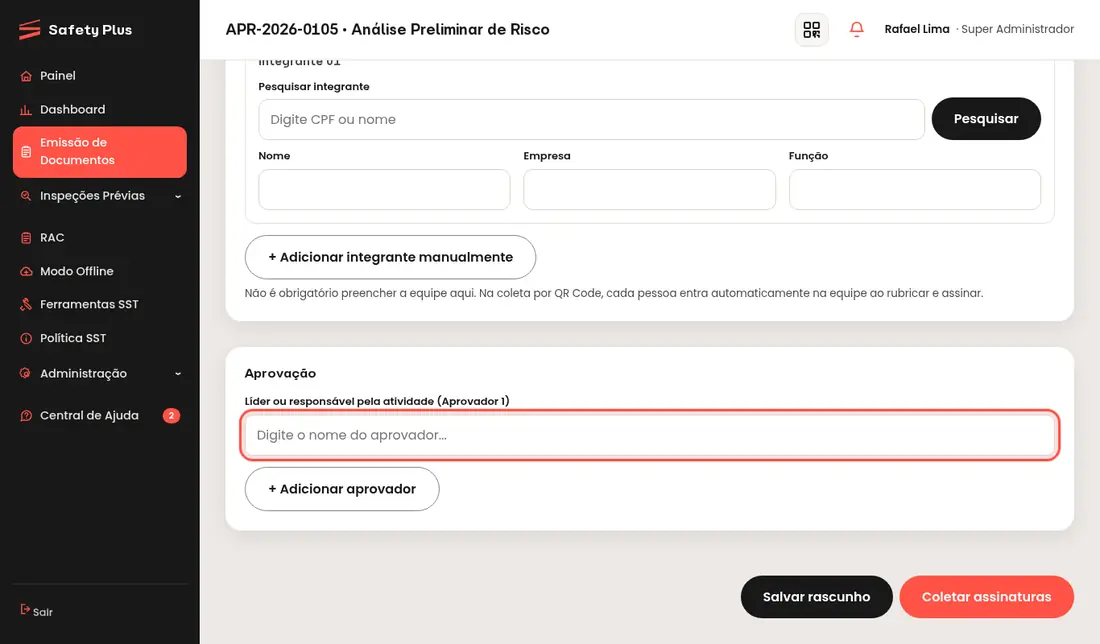 Safety Plus
Painel
Dashboard
Emissão de
Documentos
Inspeções Prévias
RAC
Modo Offline
Ferramentas SST
Política SST
Administração
Central de Ajuda
2
Sair
APR-2026-0105 • Análise Preliminar de Risco
Rafael Lima · Super Administrador
Integrante 01
Pesquisar integrante
Digite CPF ou nome
Pesquisar
Nome
Empresa
Função
+ Adicionar integrante manualmente
Não é obrigatório preencher a equipe aqui. Na coleta por QR Code, cada pessoa entra automaticamente na equipe ao rubricar e assinar.
Aprovação
Líder ou responsável pela atividade (Aprovador 1)
Digite o nome do aprovador...
+ Adicionar aprovador
Salvar rascunho
Coletar assinaturas